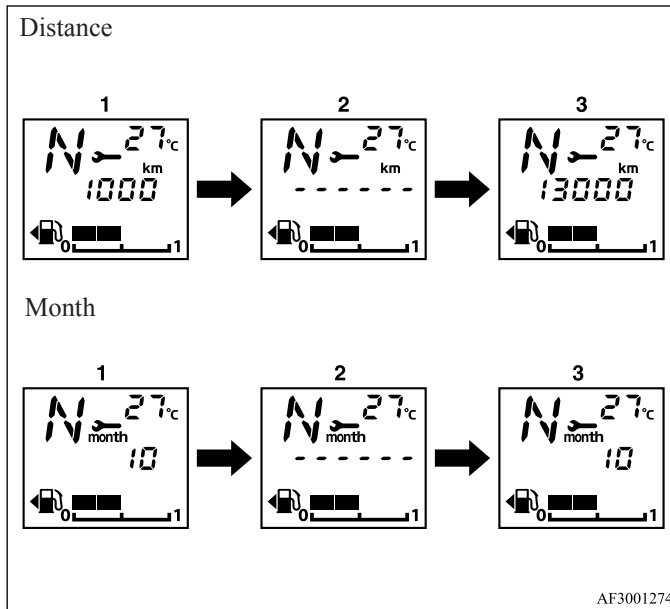 Distance
1 2 3
N 27°C N 27°C N 27°C
km km km
1000 ------ 13000
0 1 0 1 0 1
Month
1 2 3
N 27°C N 27°C N 27°C
month month month
10 ------ 10
0 1 0 1 0 1
AF3001274